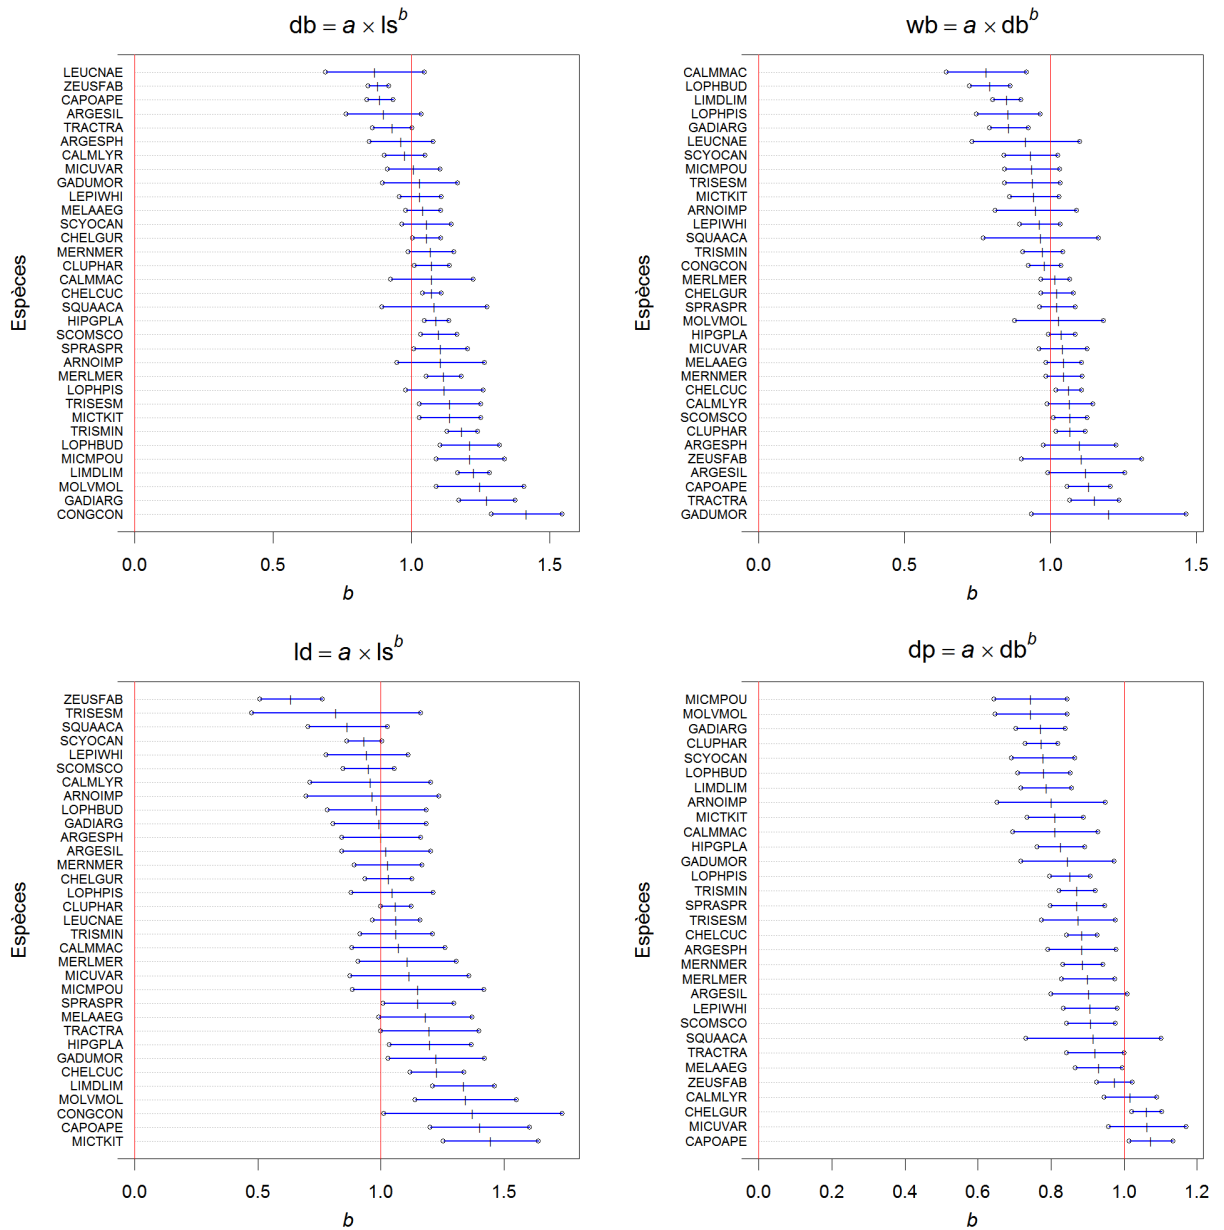 db = a × ls^b
Espèces
LEUCNAE
ZEUSFAB
CAPOAPE
ARGESIL
TRACTRA
ARGESPH
CALMLYR
MICUVAR
GADUMOR
LEPIWHI
MELAAEG
SCYOCAN
CHELGUR
MERNMER
CLUPHAR
CALMMAC
CHELCUC
SQUAACA
HIPGPLA
SCOMSCO
SPRASPR
ARNOIMP
MERLMER
LOPHPIS
TRISESM
MICTKIT
TRISMIN
LOPHBUD
MICMPOU
LIMDLIM
MOLVMOL
GADIARG
CONGCON
0.0 0.5 1.0 1.5
b
wb = a × db^b
Espèces
CALMMAC
LOPHBUD
LIMDLIM
LOPHPIS
GADIARG
LEUCNAE
SCYOCAN
MICMPOU
TRISESM
MICTKIT
ARNOIMP
LEPIWHI
SQUAACA
TRISMIN
CONGCON
MERLMER
CHELGUR
SPRASPR
MOLVMOL
HIPGPLA
MICUVAR
MELAAEG
MERNMER
CHELCUC
CALMLYR
SCOMSCO
CLUPHAR
ARGESPH
ZEUSFAB
ARGESIL
CAPOAPE
TRACTRA
GADUMOR
0.0 0.5 1.0 1.5
b
ld = a × ls^b
Espèces
ZEUSFAB
TRISESM
SQUAACA
SCYOCAN
LEPIWHI
SCOMSCO
CALMLYR
ARNOIMP
LOPHBUD
GADIARG
ARGESPH
ARGESIL
MERNMER
CHELGUR
LOPHPIS
CLUPHAR
LEUCNAE
TRISMIN
CALMMAC
MERLMER
MICUVAR
MICMPOU
SPRASPR
MELAAEG
TRACTRA
HIPGPLA
GADUMOR
CHELCUC
LIMDLIM
MOLVMOL
CONGCON
CAPOAPE
MICTKIT
0.0 0.5 1.0 1.5
b
dp = a × db^b
Espèces
MICMPOU
MOLVMOL
GADIARG
CLUPHAR
SCYOCAN
LOPHBUD
LIMDLIM
ARNOIMP
MICTKIT
CALMMAC
HIPGPLA
GADUMOR
LOPHPIS
TRISMIN
SPRASPR
TRISESM
CHELCUC
ARGESPH
MERNMER
MERLMER
ARGESIL
LEPIWHI
SCOMSCO
SQUAACA
TRACTRA
MELAAEG
ZEUSFAB
CALMLYR
CHELGUR
MICUVAR
CAPOAPE
0.0 0.2 0.4 0.6 0.8 1.0 1.2
b